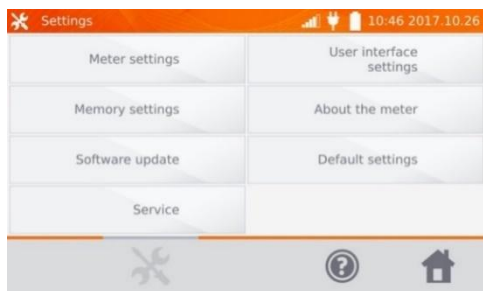 Settings 10:46 2017.10.26
Meter settings
User interface
settings
Memory settings
About the meter
Software update
Default settings
Service
?